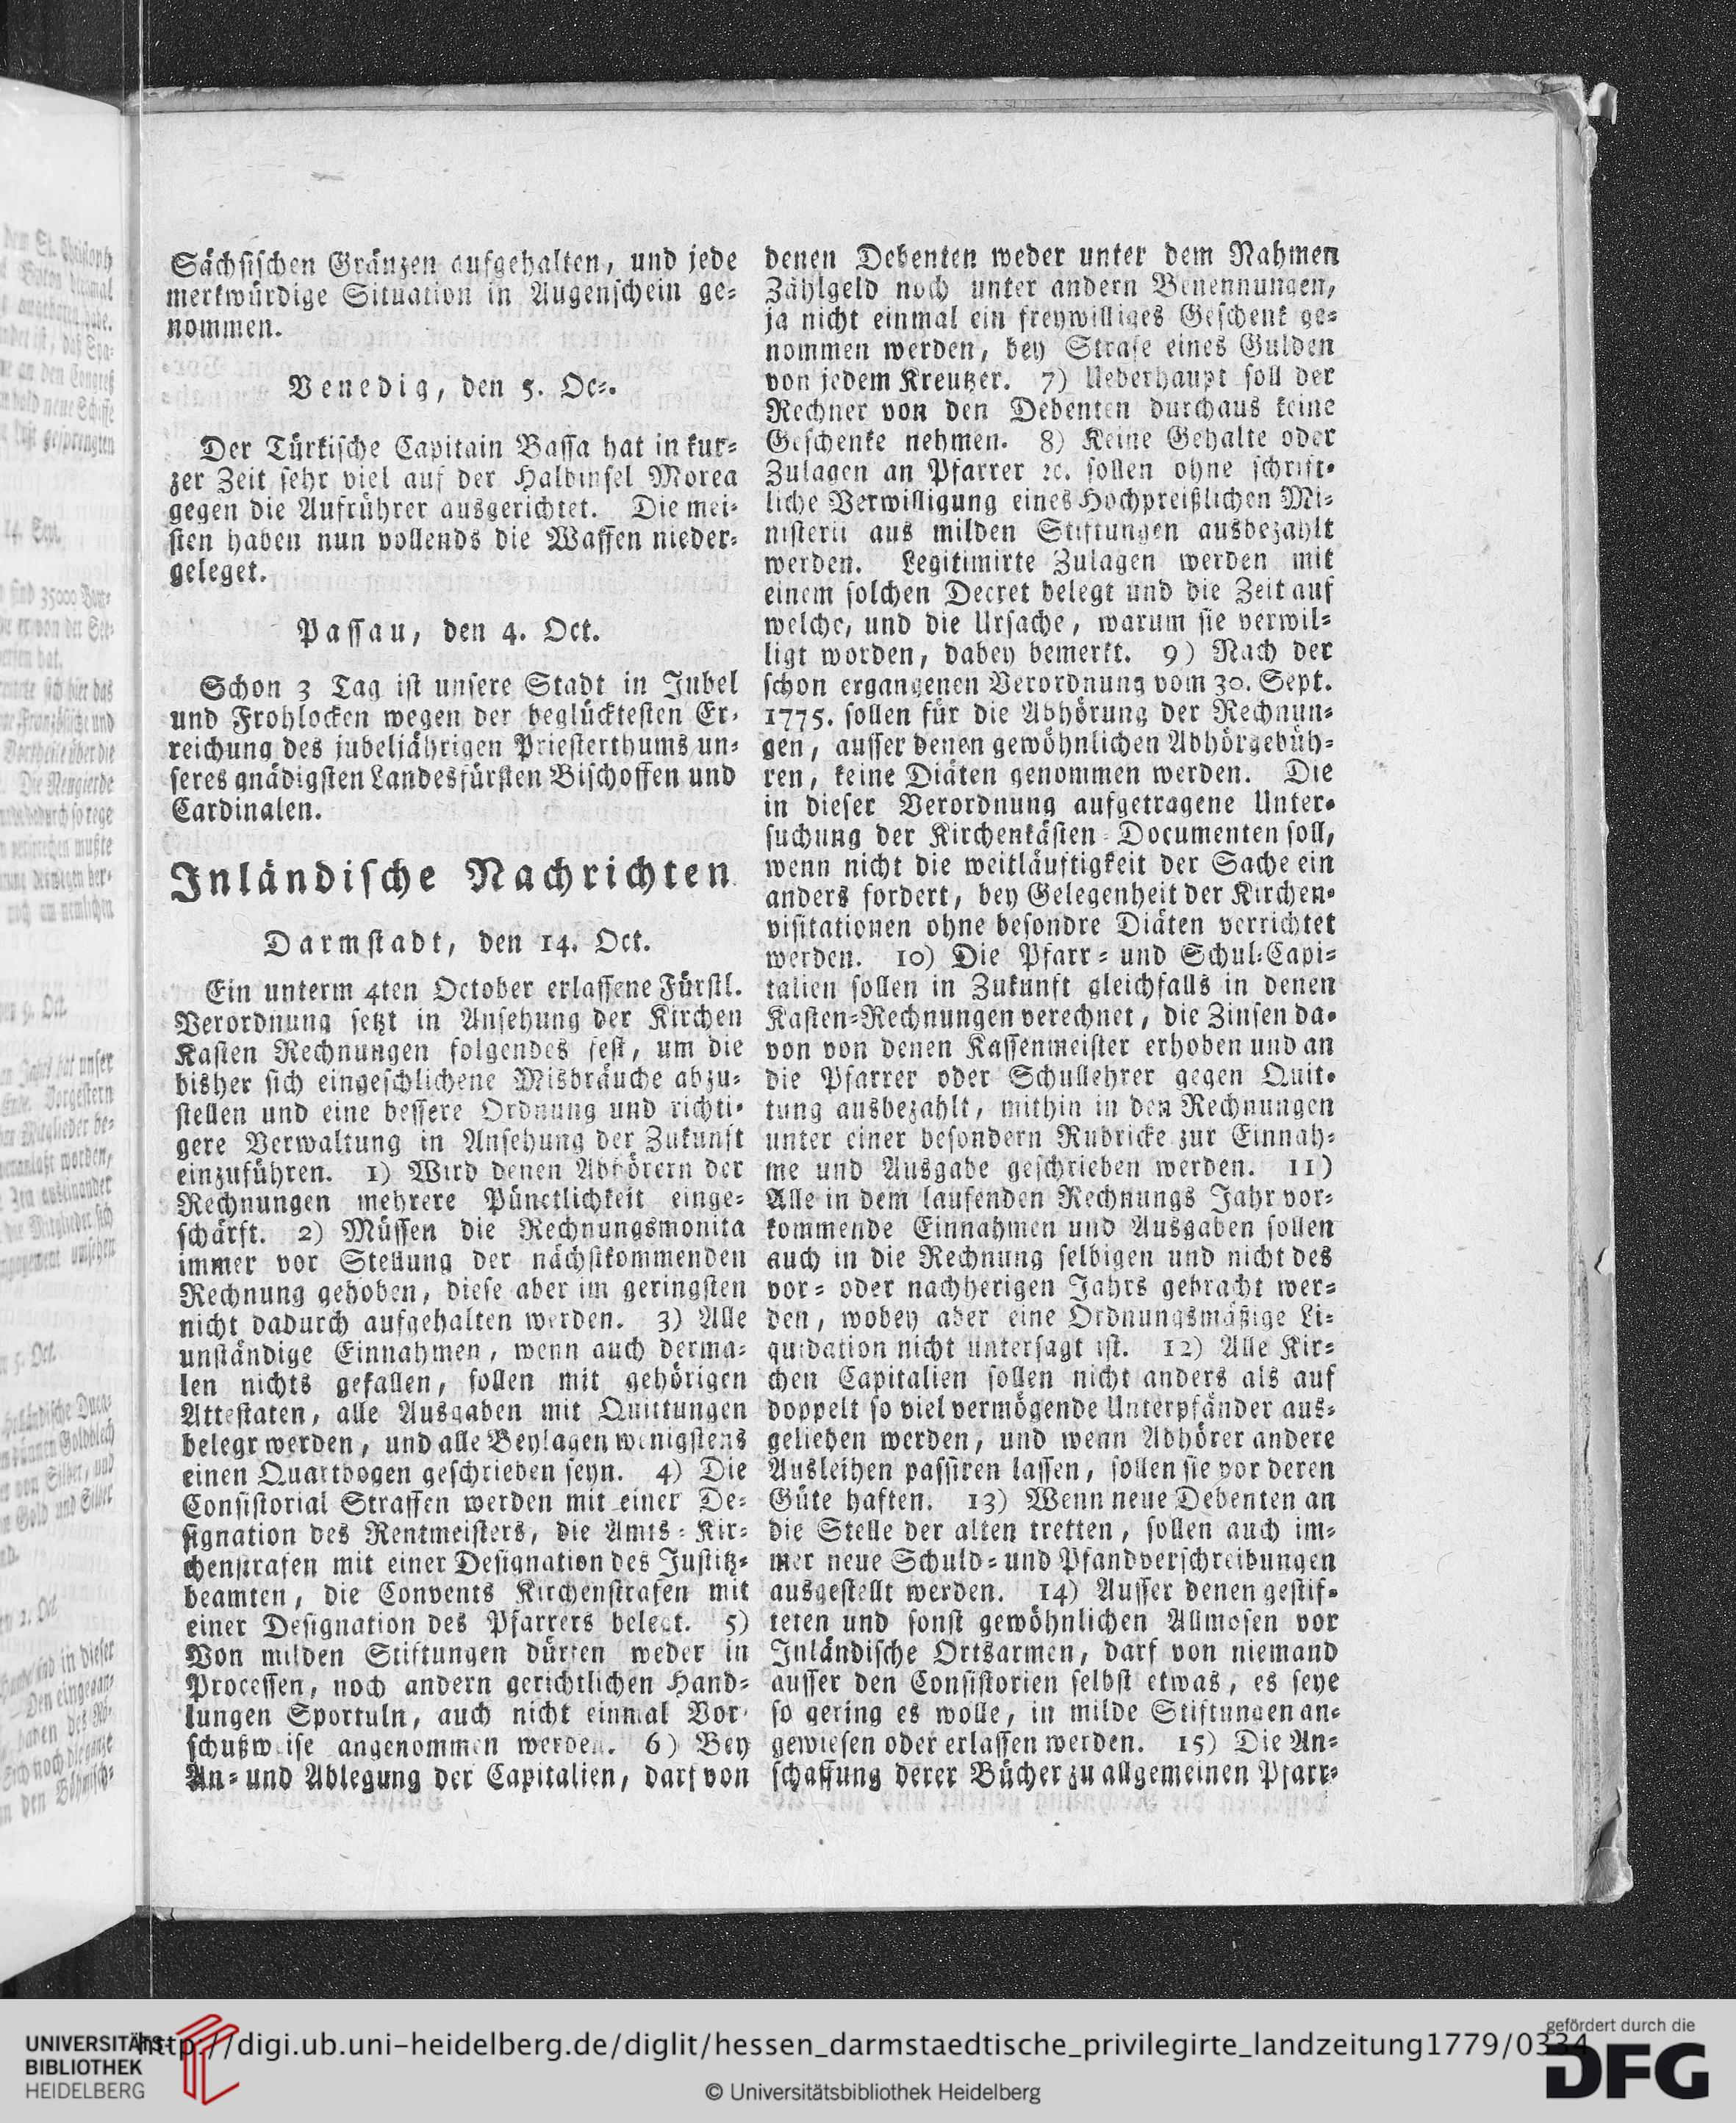 Sächsischen Gränzen aufgehalten, und jede
merkwürdige Situation in Augenschein ge-
nommen.
Venedig, den 5. Oct.
Der Türkische Capitain Bassa hat in kur-
zer Zeit sehr viel auf der Halbinsel Morea
gegen die Aufrührer ausgerichtet. Die mei-
sten haben nun vollends die Waffen nieder-
geleget.
Passau, den 4. Oct.
Schon 3 Tag ist unsere Stadt in Jubel
und Frohlocken wegen der beglücktesten Er-
reichung des jubeljährigen Priesterthums un-
seres gnädigsten Landesfürsten Bischoffen und
Cardinalen.
Inländische Nachrichten
Darmstadt, den 14. Oct.
Ein unterm 4ten October erlassene Fürstl.
Verordnung setzt in Ansehung der Kirchen
Kasten Rechnungen folgendes fest, um die
bisher sich eingeschlichene Misbräuche abzu-
stellen und eine bessere Ordnung und richti-
gere Verwaltung in Ansehung der Zukunft
einzuführen. 1) Wird denen Abhörern der
Rechnungen mehrere Pünctlichkeit einge-
schärft. 2) Müssen die Rechnungsmonita
immer vor Stellung der nächstkommenden
Rechnung gehoben, diese aber im geringsten
nicht dadurch aufgehalten werden. 3) Alle
unständige Einnahmen, wenn auch derma-
len nichts gefallen, sollen mit gehörigen
Attestaten, alle Ausgaben mit Quittungen
belegt werden, und alle Beylagen wenigstens
einen Quartbogen geschrieben seyn. 4) Die
Consistorial Straffen werden mit einer De-
signation des Rentmeisters, die Amts-Kir-
chenstrafen mit einer Designation des Justitz-
beamten, die Convents Kirchenstrafen mit
einer Designation des Pfarrers belegt. 5)
Von milden Stiftungen dürfen weder in
Processen, noch andern gerichtlichen Hand-
lungen Sportuln, auch nicht einmal Vor-
schußweise angenommen werden. 6) Bey
An- und Ablegung der Capitalien, darf von
denen Debenten weder unter dem Nahmen
Zählgeld noch unter andern Benennungen,
ja nicht einmal ein freywilliges Geschenk ge-
nommen werden, bey Strafe eines Gulden
von jedem Kreutzer. 7) Ueberhaupt soll der
Rechner von den Debenten durchaus keine
Geschenke nehmen. 8) Keine Gehalte oder
Zulagen an Pfarrer ꝛc. sollen ohne schrift-
liche Verwilligung eines Hochpreißlichen Mi-
nisterii aus milden Stiftungen ausbezahlt
werden. Legitimirte Zulagen werden mit
einem solchen Decret belegt und die Zeit auf
welche, und die Ursache, warum sie verwil-
ligt worden, dabey bemerkt. 9) Nach der
schon ergangenen Verordnung vom 30. Sept.
1775. sollen für die Abhörung der Rechnun-
gen, ausser denen gewöhnlichen Abhörgebüh-
ren, keine Diäten genommen werden. Die
in dieser Verordnung aufgetragene Unter-
suchung der Kirchenkästen-Documenten soll,
wenn nicht die weitläuftigkeit der Sache ein
anders fordert, bey Gelegenheit der Kirchen-
visitationen ohne besondre Diäten verrichtet
werden. 10) Die Pfarr- und Schul-Capi-
talien sollen in Zukunft gleichfalls in denen
Kasten-Rechnungen verechnet, die Zinsen da-
von von denen Kassenmeister erhoben und an
die Pfarrer oder Schullehrer gegen Quit-
tung ausbezahlt, mithin in den Rechnungen
unter einer besondern Rubricke zur Einnah-
me und Ausgabe geschrieben werden. 11)
Alle in dem laufenden Rechnungs Jahr vor-
kommende Einnahmen und Ausgaben sollen
auch in die Rechnung selbigen und nicht des
vor- oder nachherigen Jahrs gebracht wer-
den, wobey aber eine Ordnungsmäßige Li-
quidation nicht untersagt ist. 12) Alle Kir-
chen Capitalien sollen nicht anders als auf
doppelt so viel vermögende Unterpfänder aus-
geliehen werden, und wenn Abhörer andere
Ausleihen passiren lassen, sollen sie vor deren
Güte haften. 13) Wenn neue Debenten an
die Stelle der alten tretten, sollen auch im-
mer neue Schuld- und Pfandverschreibungen
ausgestellt werden. 14) Ausser denen gestif-
teten und sonst gewöhnlichen Allmosen vor
Inländische Ortsarmen, darf von niemand
ausser den Consistorien selbst etwas, es seye
so gering es wolle, in milde Stiftungen an-
gewiesen oder erlassen werden. 15) Die An-
schaffung derer Bücher zu allgemeinen Pfarr-
UNIVERSITÄTS-
BIBLIOTHEK
HEIDELBERG
http://digi.ub.uni-heidelberg.de/diglit/hessen_darmstaedtische_privilegirte_landzeitung1779/0334
© Universitätsbibliothek Heidelberg
gefördert durch die
DFG